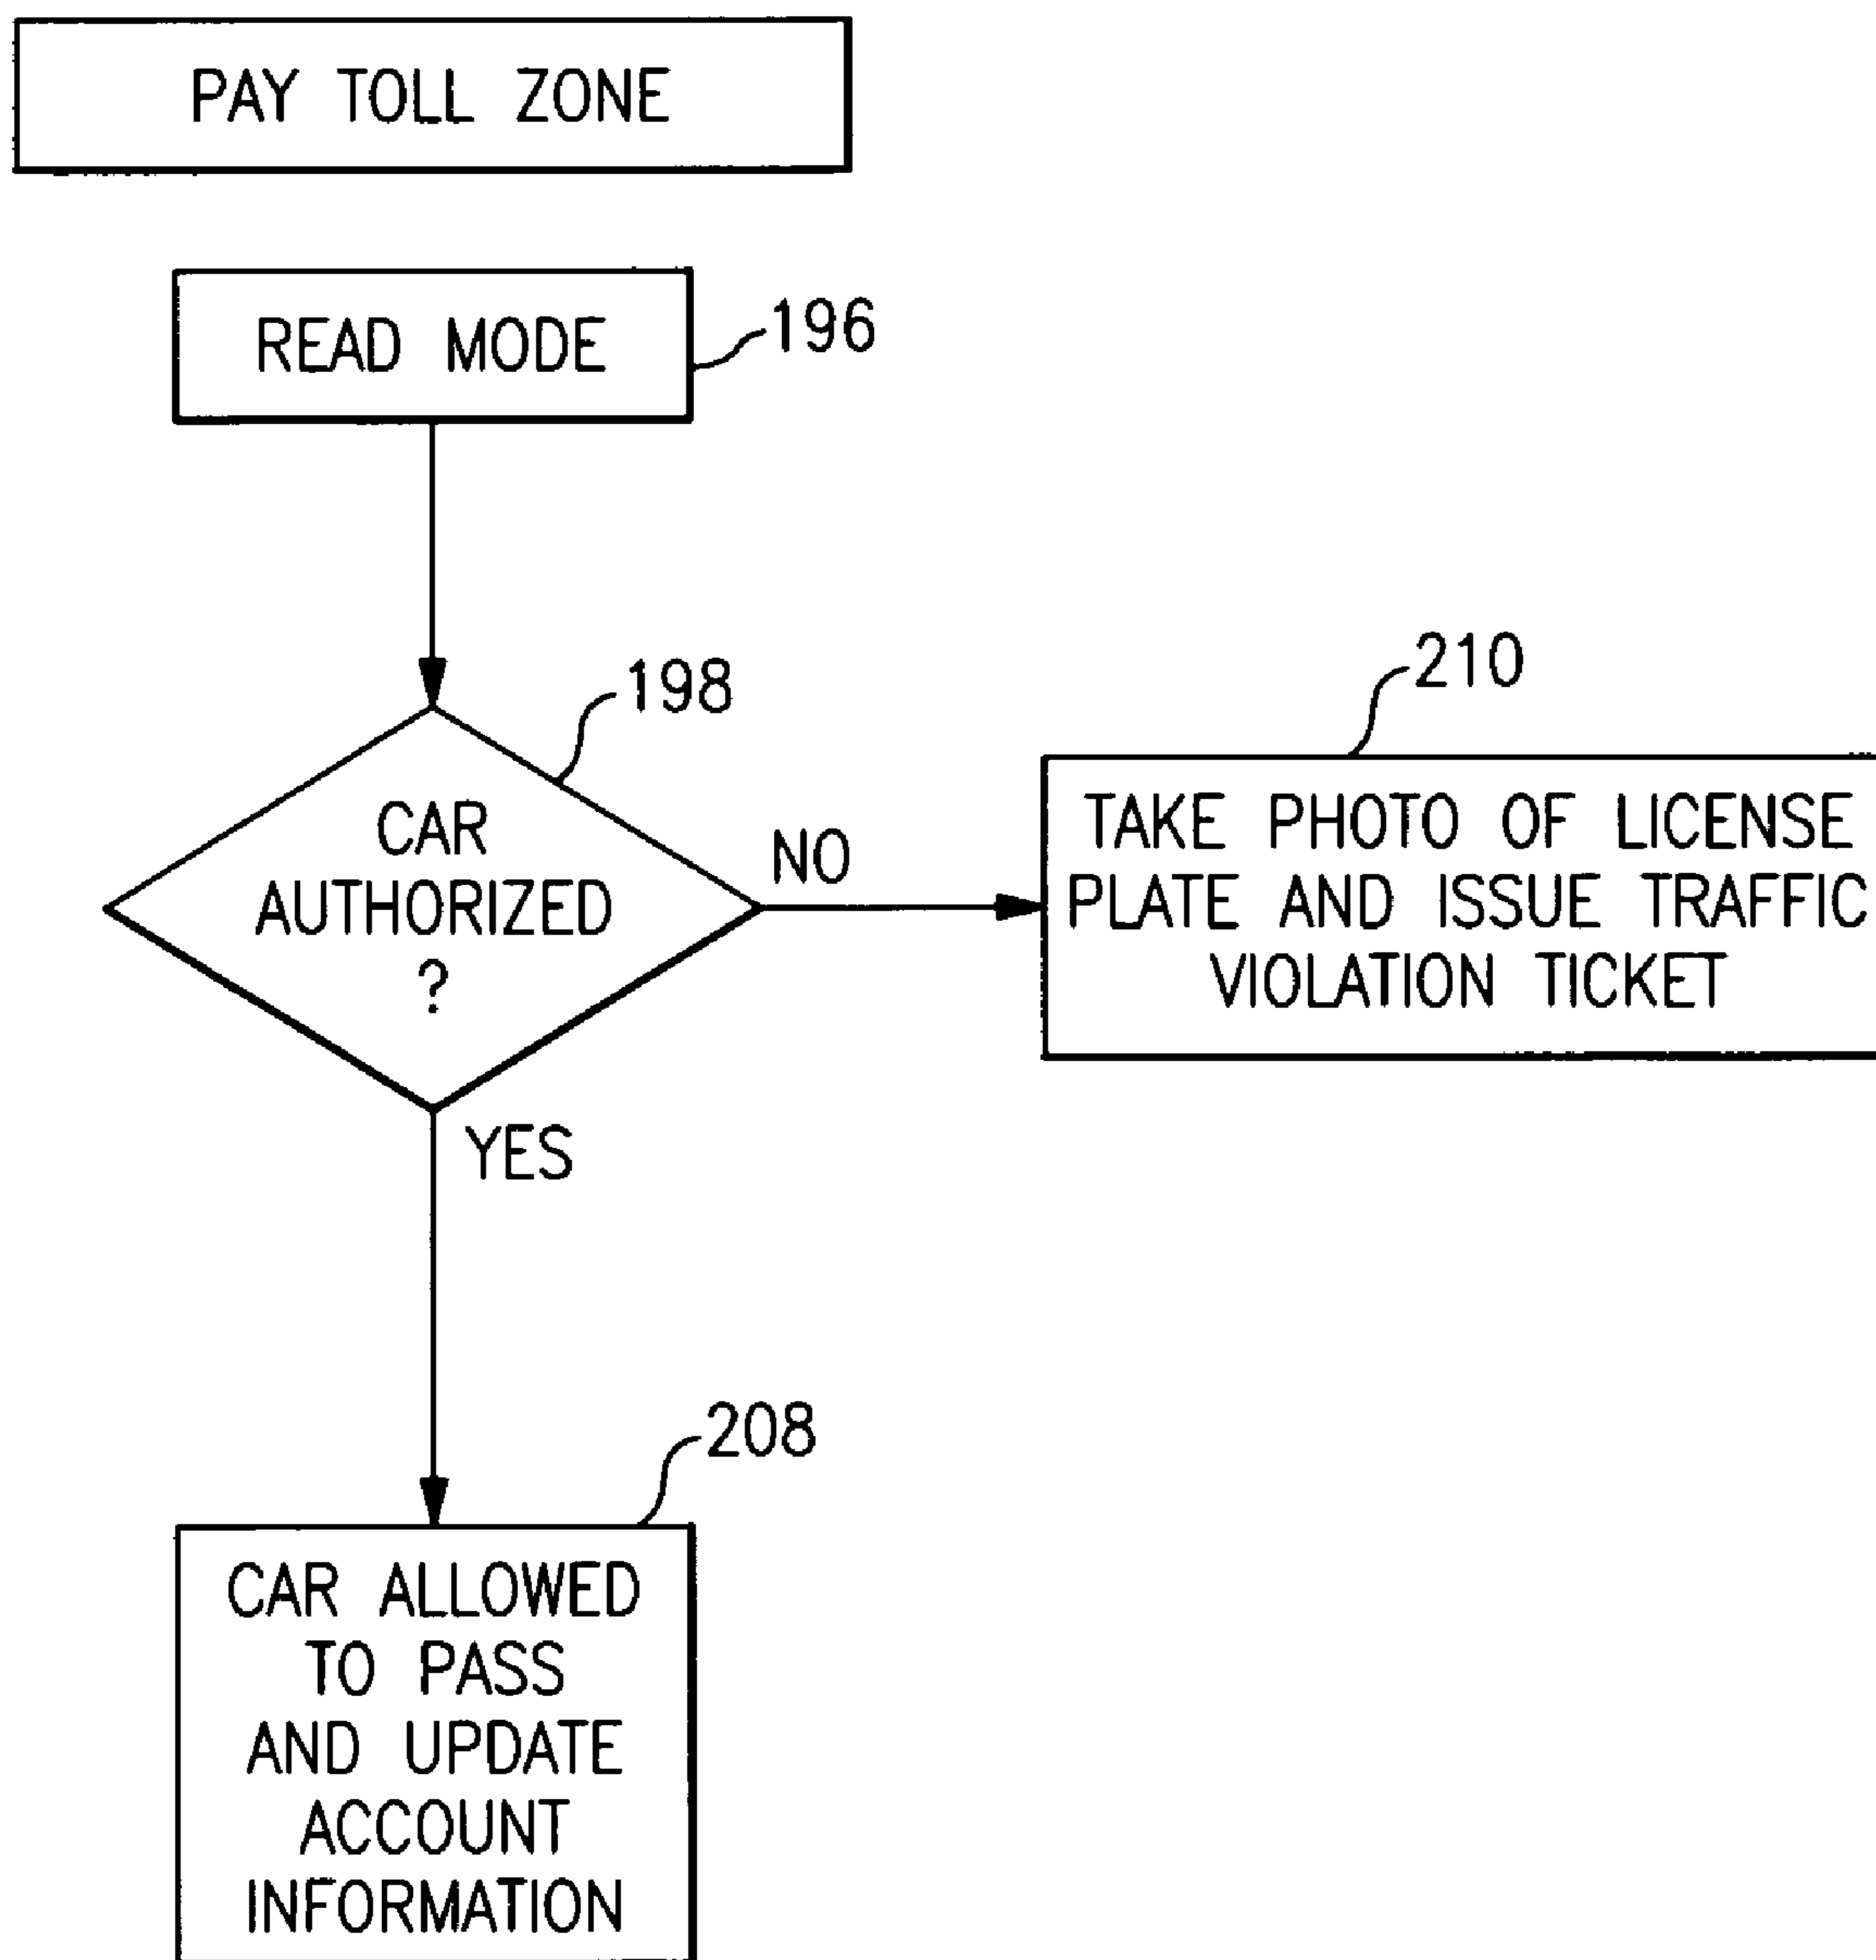 PAY TOLL ZONE
READ MODE
196
198
CAR
AUTHORIZED
?
NO
210
TAKE PHOTO OF LICENSE
PLATE AND ISSUE TRAFFIC
VIOLATION TICKET
YES
208
CAR ALLOWED
TO PASS
AND UPDATE
ACCOUNT
INFORMATION